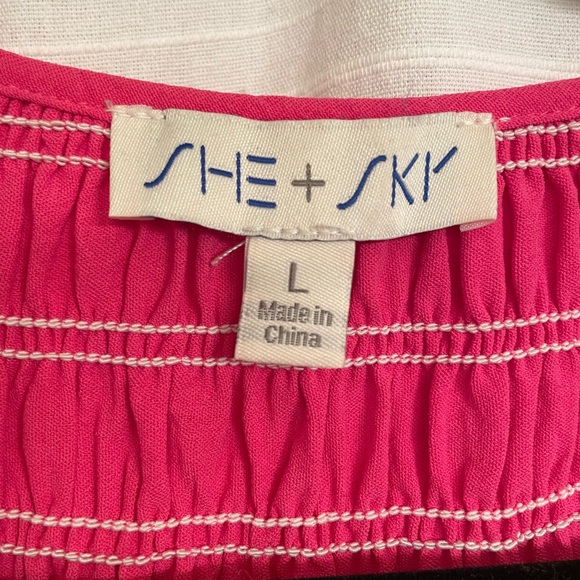 SHE + SKY
L
Made in
China